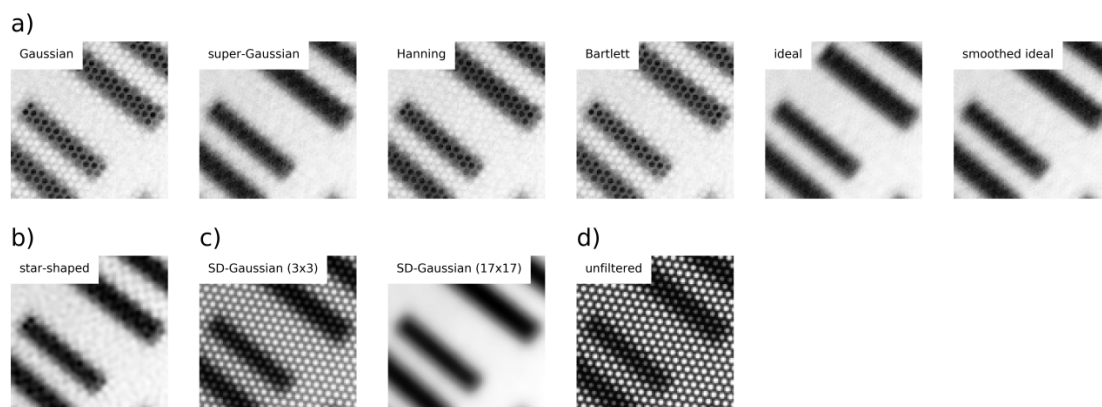 a)
Gaussian
super-Gaussian
Hanning
Bartlett
ideal
smoothed ideal
b)
c)
d)
star-shaped
SD-Gaussian (3x3)
SD-Gaussian (17x17)
unfiltered